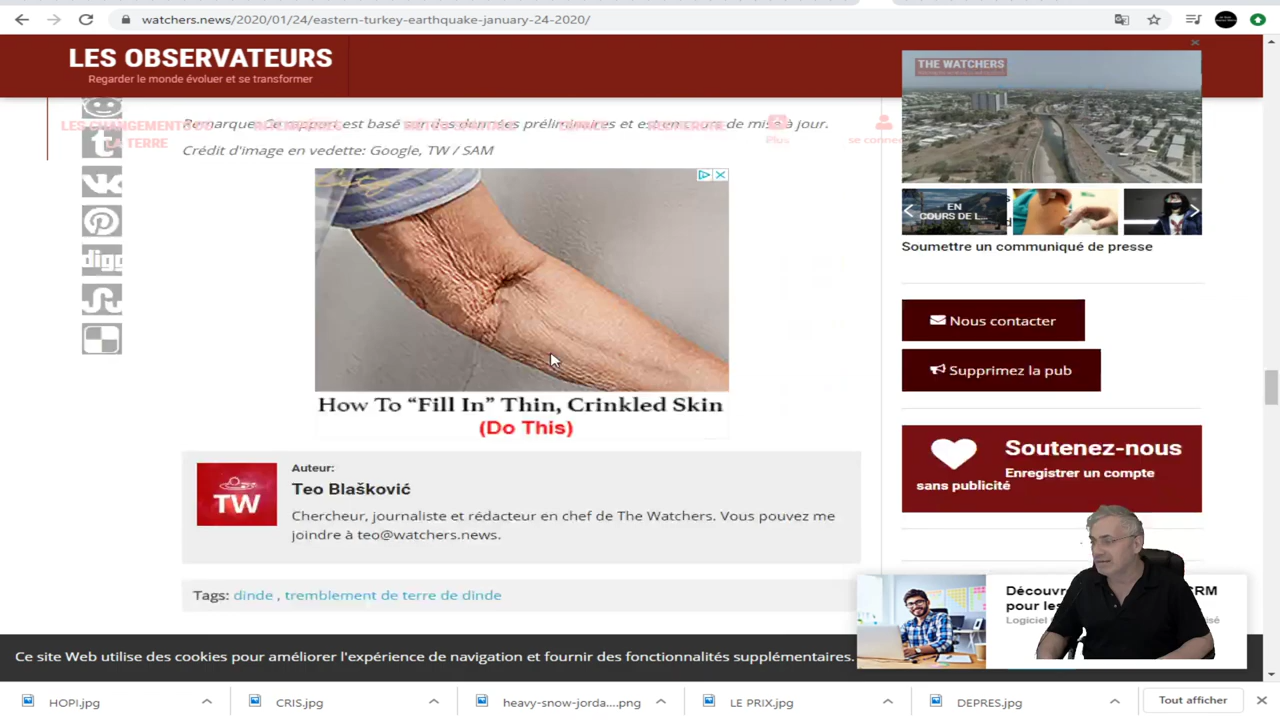 watchers.news/2020/01/24/eastern-turkey-earthquake-january-24-2020/
LES OBSERVATEURS
Regarder le monde évoluer et se transformer
THE WATCHERS
LES CHANGEMENTS
LA TERRE
Plus
se connec
Remarque: Ce rapport est basé sur des données préliminaires et est en cours de mise à jour.
Crédit d'image en vedette: Google, TW / SAM
EN
COURS DE L...
Soumettre un communiqué de presse
digg
How To “Fill In” Thin, Crinkled Skin
(Do This)
Nous contacter
Supprimez la pub
Soutenez-nous
Enregistrer un compte
sans publicité
TW
Auteur:
Teo Blašković
Chercheur, journaliste et rédacteur en chef de The Watchers. Vous pouvez me
joindre à teo@watchers.news.
Tags: dinde , tremblement de terre de dinde
Découvr CRM
pour les
Logiciel
Ce site Web utilise des cookies pour améliorer l'expérience de navigation et fournir des fonctionnalités supplémentaires.
HOPI.jpg
CRIS.jpg
heavy-snow-jorda....png
LE PRIX.jpg
DEPRES.jpg
Tout afficher